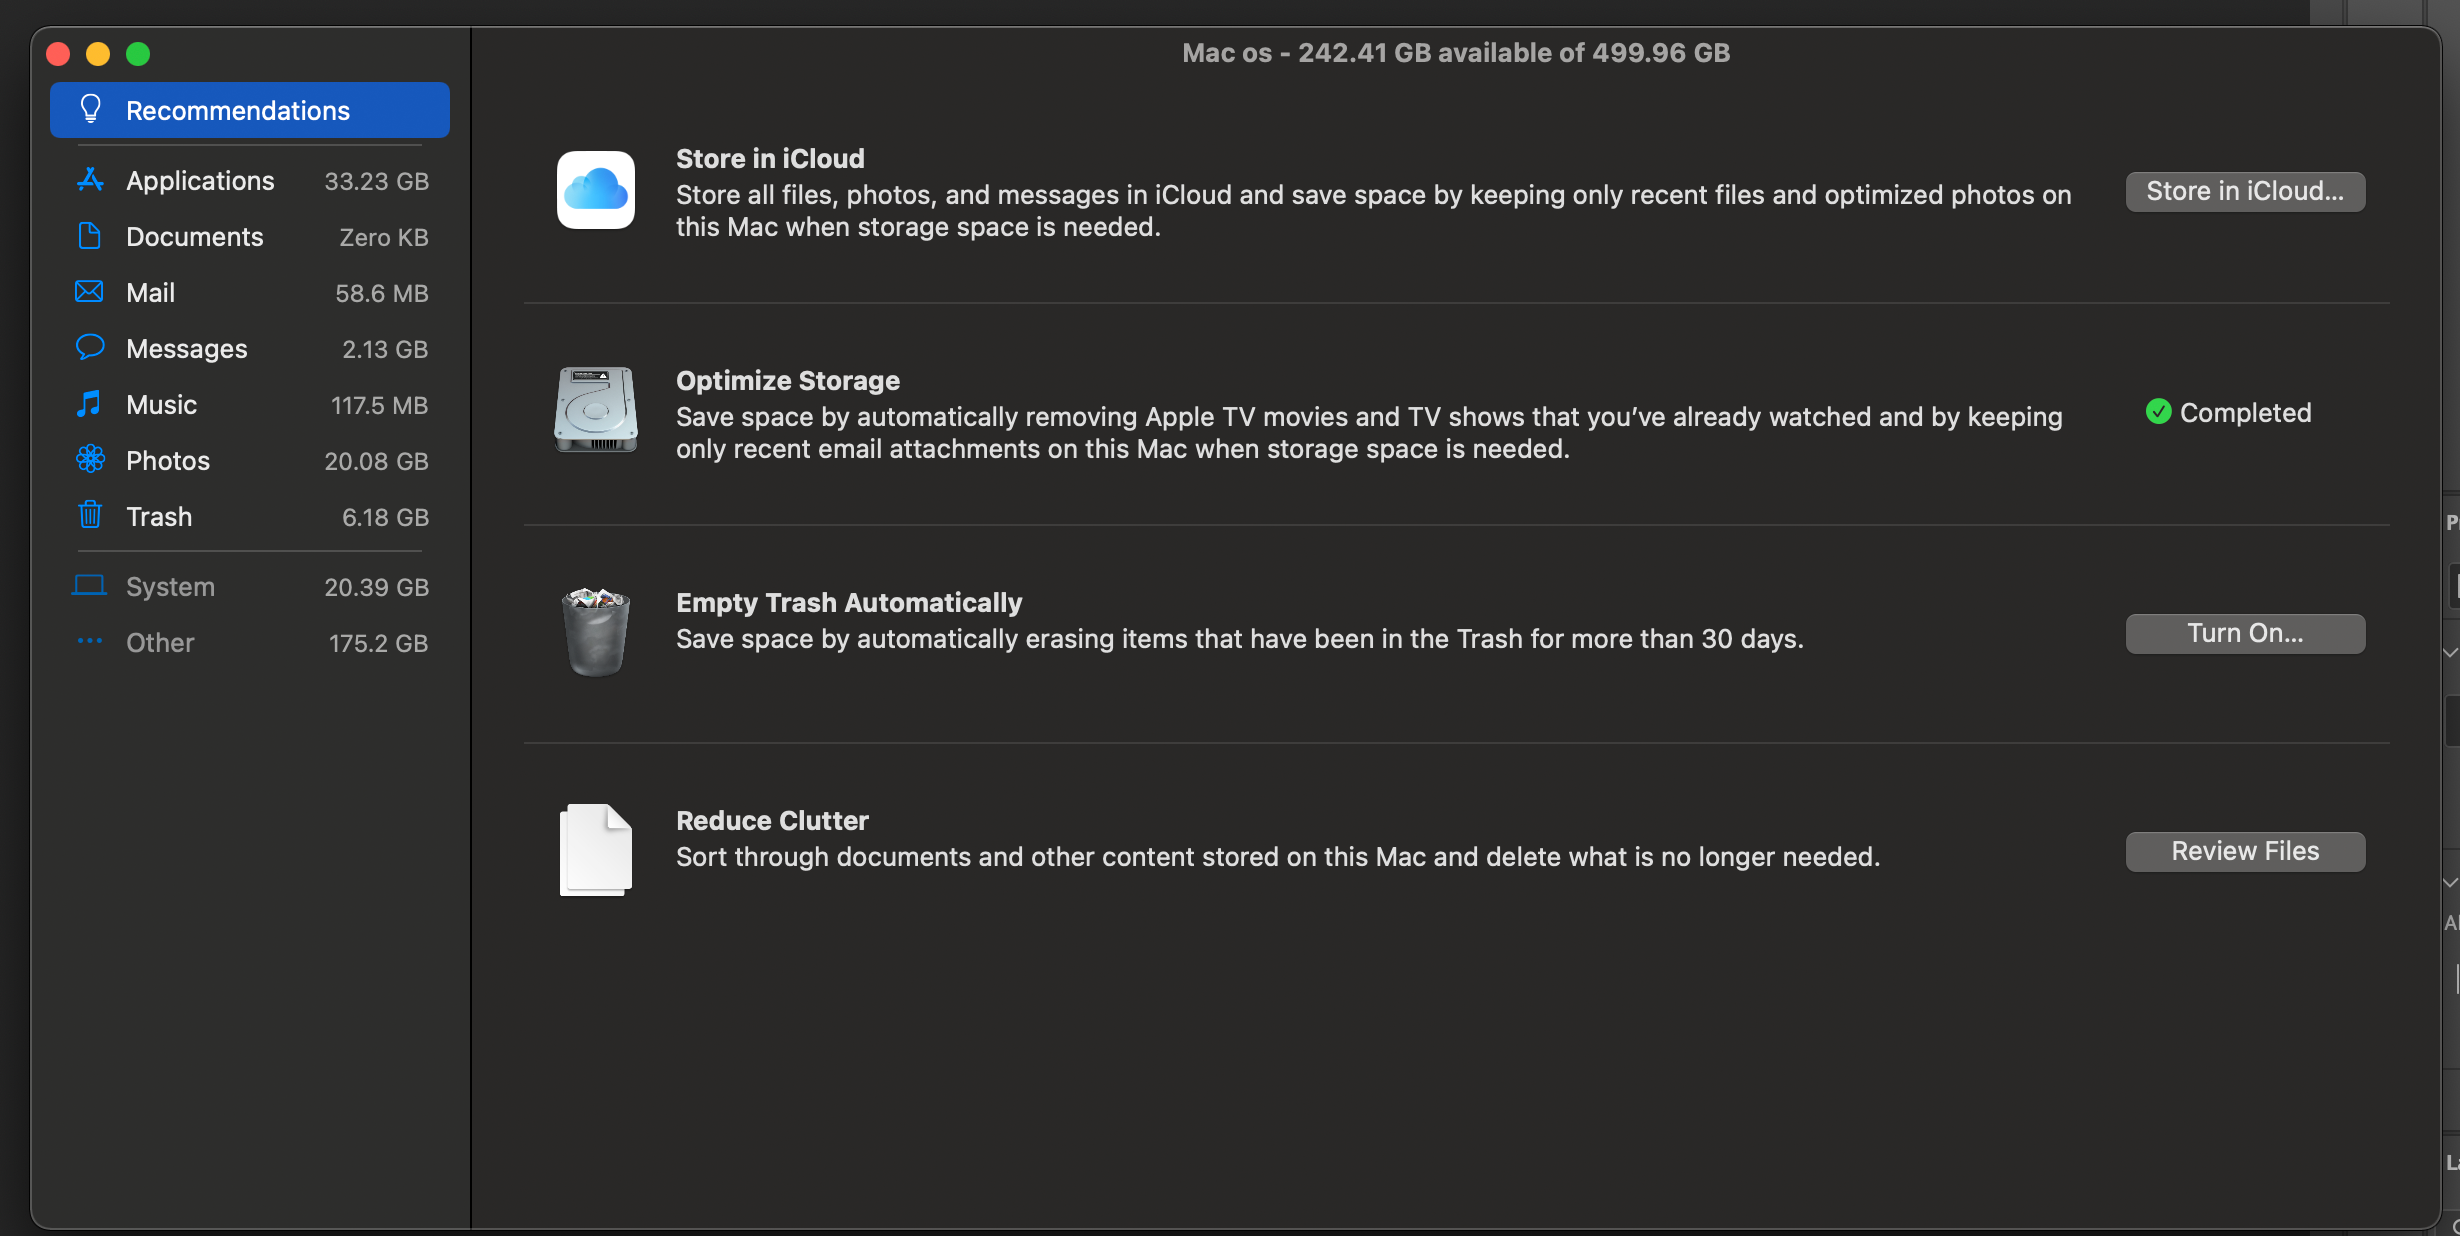 Mac os - 242.41 GB available of 499.96 GB
Recommendations
Applications 33.23 GB
Documents Zero KB
Mail 58.6 MB
Messages 2.13 GB
Music 117.5 MB
Photos 20.08 GB
Trash 6.18 GB
System 20.39 GB
Other 175.2 GB
Store in iCloud
Store all files, photos, and messages in iCloud and save space by keeping only recent files and optimized photos on
this Mac when storage space is needed.
Store in iCloud...
Optimize Storage
Save space by automatically removing Apple TV movies and TV shows that you’ve already watched and by keeping
only recent email attachments on this Mac when storage space is needed.
Completed
Empty Trash Automatically
Save space by automatically erasing items that have been in the Trash for more than 30 days.
Turn On...
Reduce Clutter
Sort through documents and other content stored on this Mac and delete what is no longer needed.
Review Files